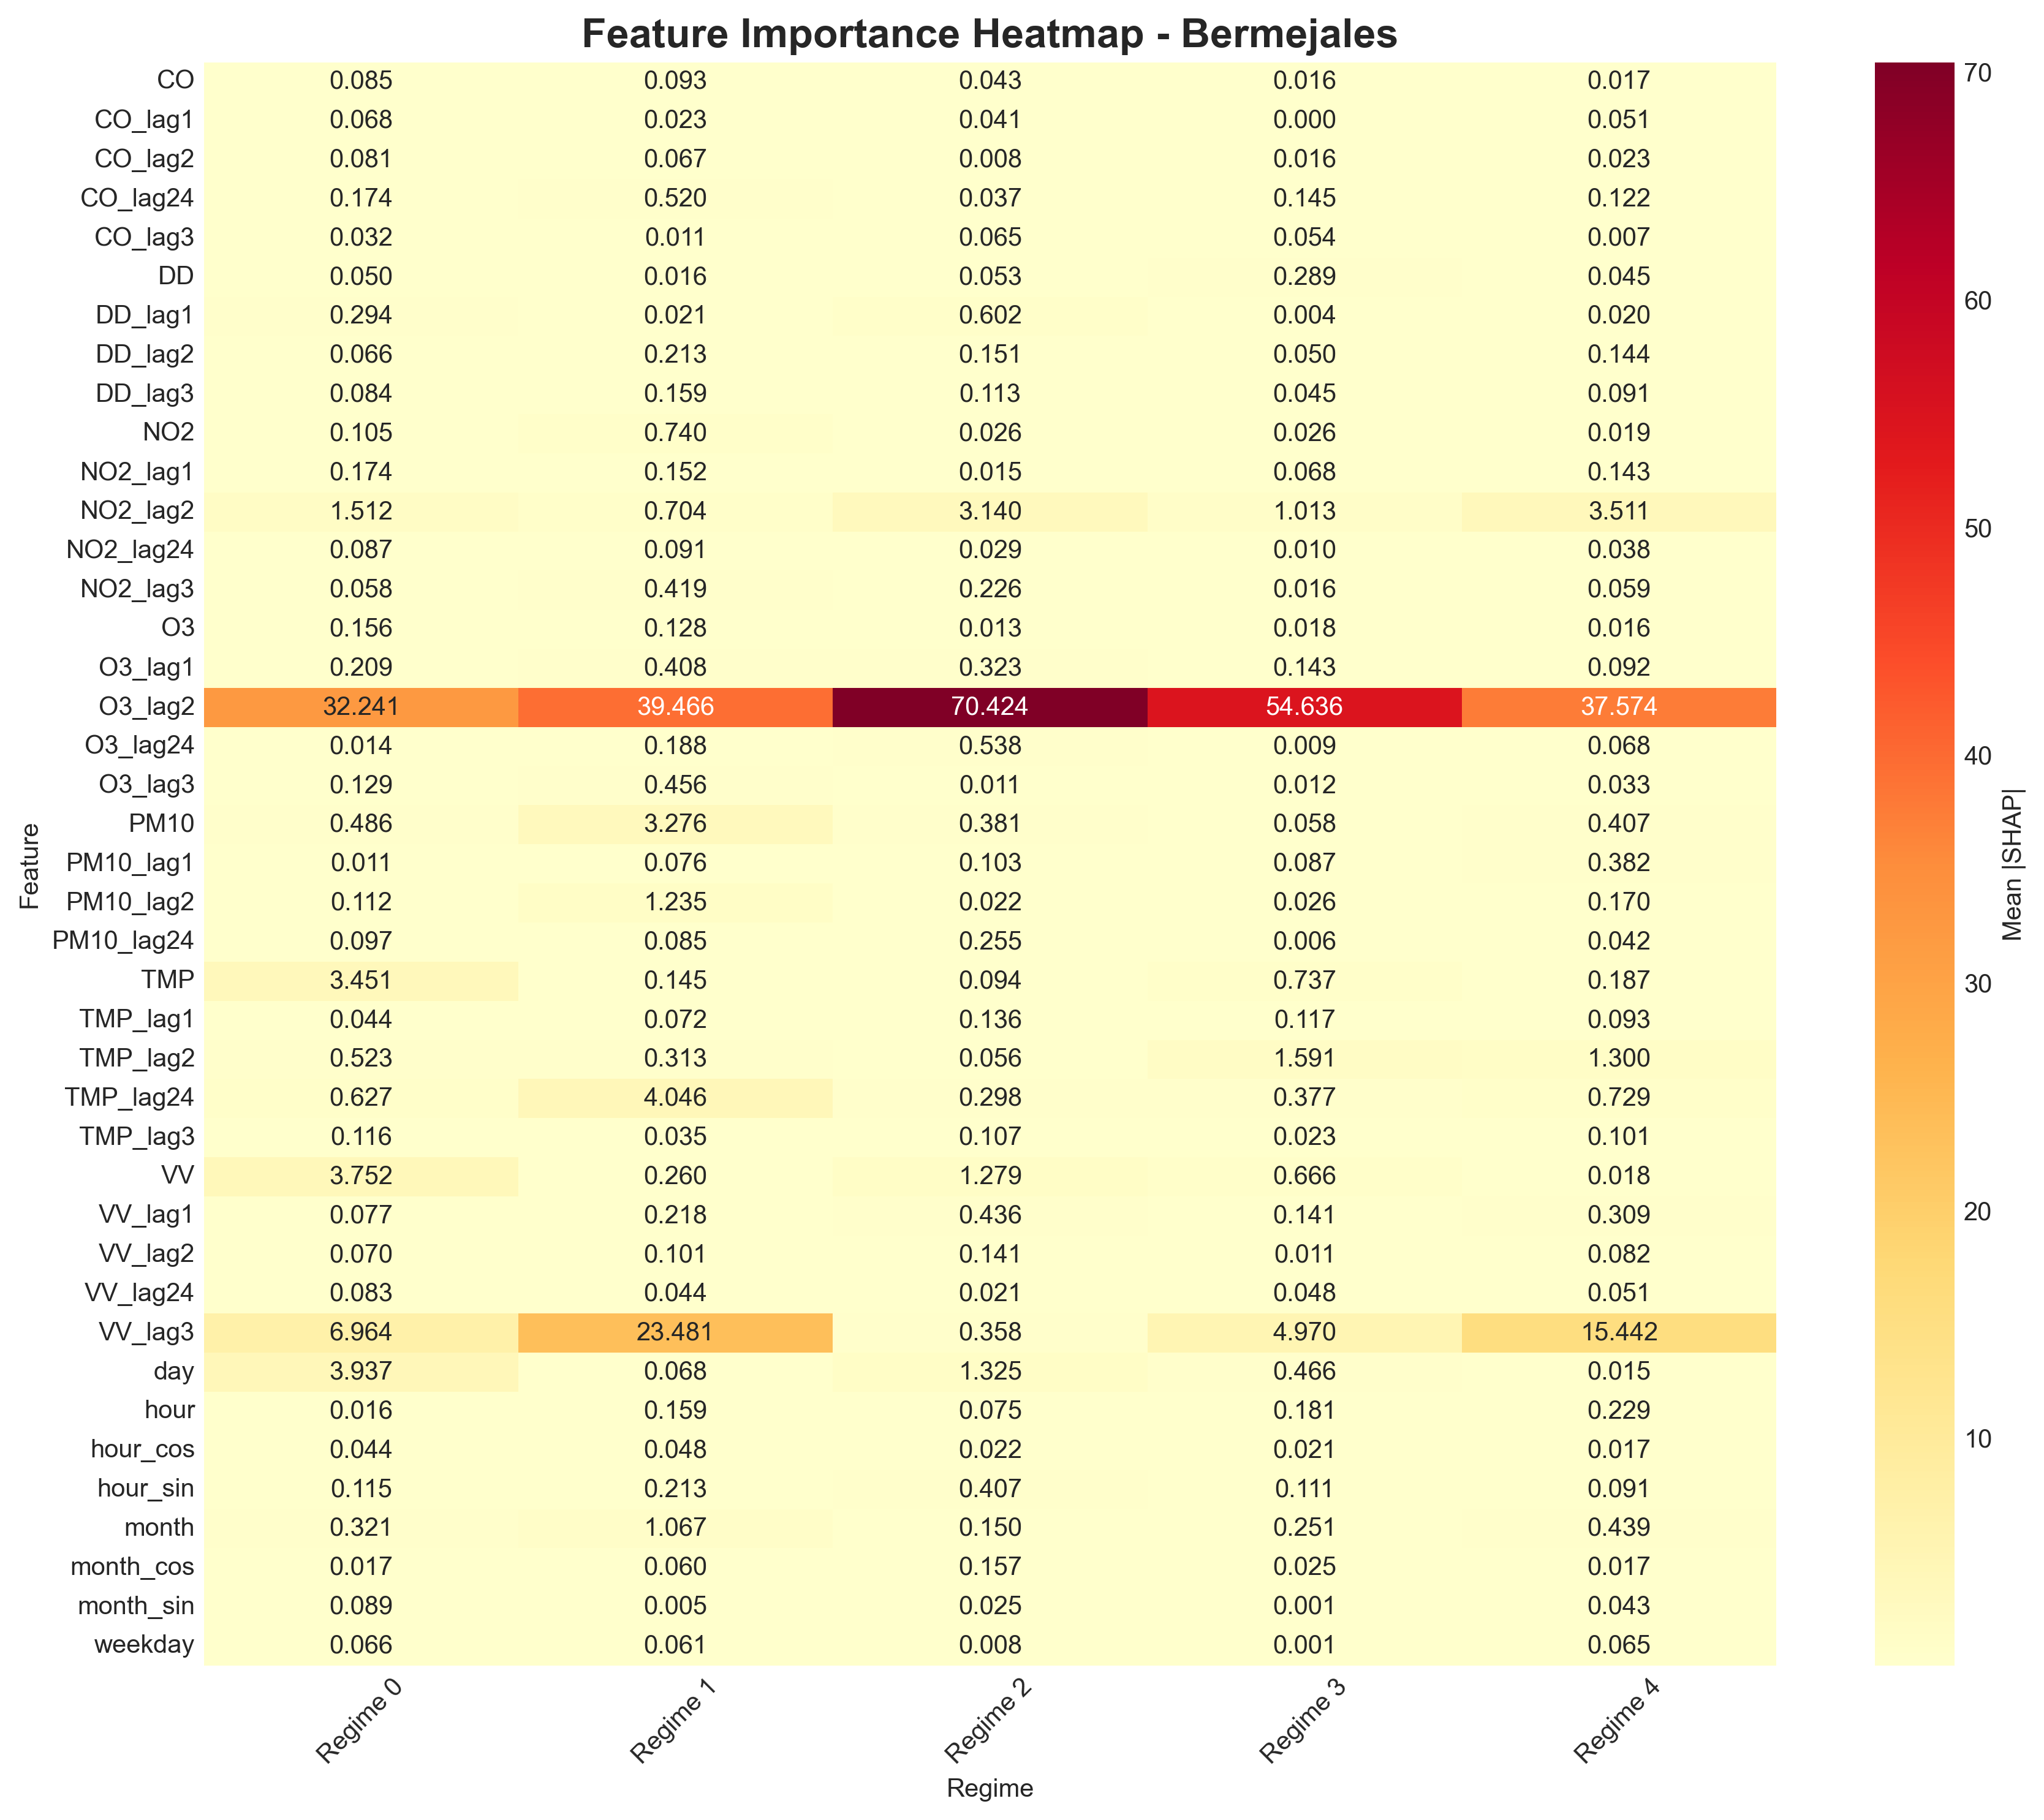 Feature Importance Heatmap - Bermejales
CO 0.085 0.093 0.043 0.016 0.017
CO_lag1 0.068 0.023 0.041 0.000 0.051
CO_lag2 0.081 0.067 0.008 0.016 0.023
CO_lag24 0.174 0.520 0.037 0.145 0.122
CO_lag3 0.032 0.011 0.065 0.054 0.007
DD 0.050 0.016 0.053 0.289 0.045
DD_lag1 0.294 0.021 0.602 0.004 0.020
DD_lag2 0.066 0.213 0.151 0.050 0.144
DD_lag3 0.084 0.159 0.113 0.045 0.091
NO2 0.105 0.740 0.026 0.026 0.019
NO2_lag1 0.174 0.152 0.015 0.068 0.143
NO2_lag2 1.512 0.704 3.140 1.013 3.511
NO2_lag24 0.087 0.091 0.029 0.010 0.038
NO2_lag3 0.058 0.419 0.226 0.016 0.059
O3 0.156 0.128 0.013 0.018 0.016
O3_lag1 0.209 0.408 0.323 0.143 0.092
O3_lag2 32.241 39.466 70.424 54.636 37.574
O3_lag24 0.014 0.188 0.538 0.009 0.068
O3_lag3 0.129 0.456 0.011 0.012 0.033
PM10 0.486 3.276 0.381 0.058 0.407
PM10_lag1 0.011 0.076 0.103 0.087 0.382
PM10_lag2 0.112 1.235 0.022 0.026 0.170
PM10_lag24 0.097 0.085 0.255 0.006 0.042
TMP 3.451 0.145 0.094 0.737 0.187
TMP_lag1 0.044 0.072 0.136 0.117 0.093
TMP_lag2 0.523 0.313 0.056 1.591 1.300
TMP_lag24 0.627 4.046 0.298 0.377 0.729
TMP_lag3 0.116 0.035 0.107 0.023 0.101
VV 3.752 0.260 1.279 0.666 0.018
VV_lag1 0.077 0.218 0.436 0.141 0.309
VV_lag2 0.070 0.101 0.141 0.011 0.082
VV_lag24 0.083 0.044 0.021 0.048 0.051
VV_lag3 6.964 23.481 0.358 4.970 15.442
day 3.937 0.068 1.325 0.466 0.015
hour 0.016 0.159 0.075 0.181 0.229
hour_cos 0.044 0.048 0.022 0.021 0.017
hour_sin 0.115 0.213 0.407 0.111 0.091
month 0.321 1.067 0.150 0.251 0.439
month_cos 0.017 0.060 0.157 0.025 0.017
month_sin 0.089 0.005 0.025 0.001 0.043
weekday 0.066 0.061 0.008 0.001 0.065
Feature
Regime 0 Regime 1 Regime 2 Regime 3 Regime 4
Regime
70
60
50
40
30
20
10
Mean |SHAP|